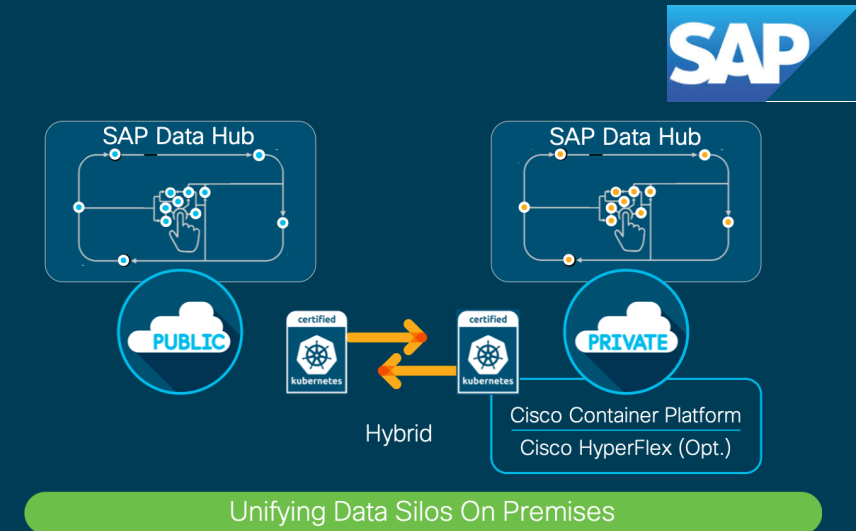 SAP
SAP Data Hub
SAP Data Hub
PUBLIC
certified
kubernetes
certified
kubernetes
PRIVATE
Hybrid
Cisco Container Platform
Cisco HyperFlex (Opt.)
Unifying Data Silos On Premises